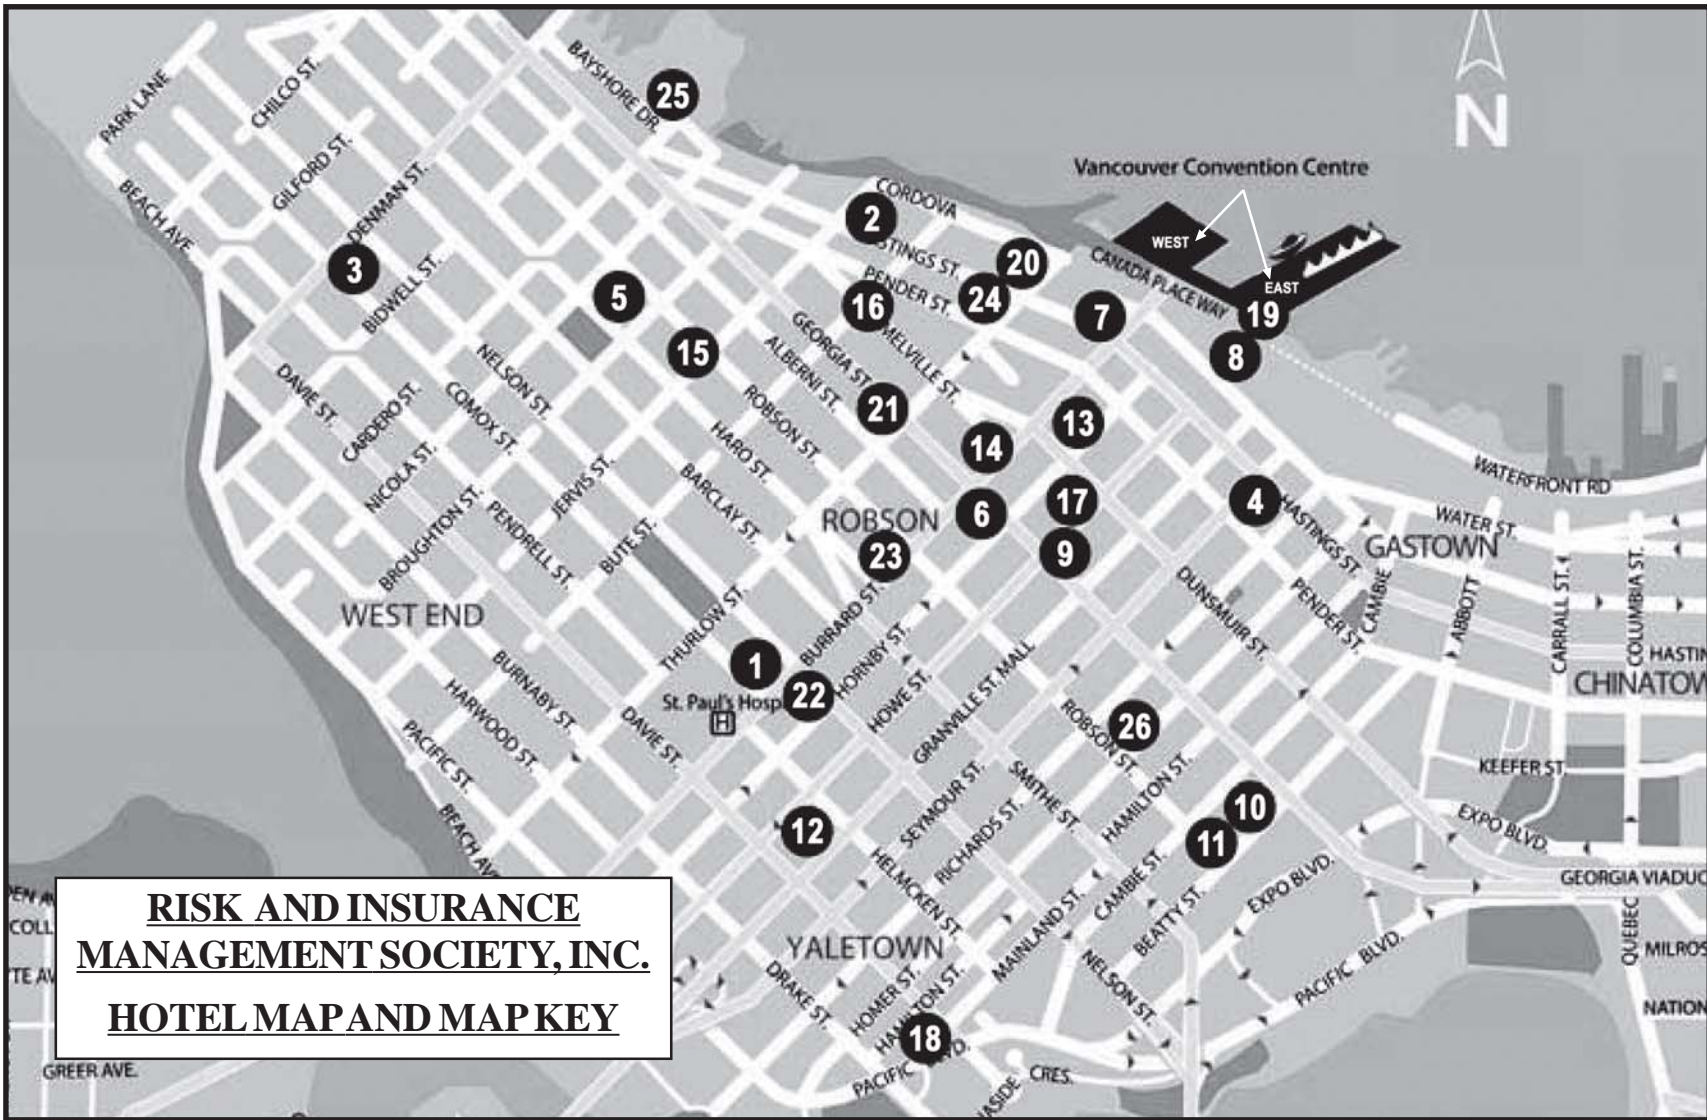 BAYSHORE DR.
25
PARK LANE
CHILCO ST.
N
GILFORD ST.
Vancouver Convention Centre
DENMAN ST.
BEACH AVE.
CORDOVA
2
WEST
3
BIDWELL ST.
STINGS ST.
20
CANADA PLACE WAY
EAST
5
16
PENDER ST.
24
7
19
15
GEORGIA ST.
MELVILLE ST.
8
ALBERNI ST.
NELSON ST.
DAVIE ST.
CARDERO ST.
COMOX ST.
ROBSON ST.
21
13
HARO ST.
14
NICOLA ST.
JERVIS ST.
BARCLAY ST.
WATERFRONT RD
BROUGHTON ST.
PENDRELL ST.
ROBSON
6
17
4
HASTINGS ST.
WATER ST.
GASTOWN
BUTE ST.
23
9
DUNSMUIR ST.
PENDER ST.
CAMBIE
ABBOTT
CARRALL ST.
COLUMBIA ST.
WEST END
THURLOW ST.
BURRARD ST.
HORNBY ST.
HASTIN
CHINATOW
1
St. Paul's Hosp
H
22
HOWE ST.
GRANVILLE ST. MALL
BURNABY ST.
HARWOOD ST.
DAVIE ST.
PACIFIC ST.
ROBSON ST.
26
KEEFER ST.
BEACH AVE
12
SEYMOUR ST.
SMITHE ST.
HAMILTON ST.
10
11
EXPO BLVD.
HELMCKEN ST.
RICHARDS ST.
CAMBIE ST.
EXPO BLVD.
GEORGIA VIADUC
MAINLAND ST.
BEATTY ST.
COLL
QUEBEC
RISK AND INSURANCE
MANAGEMENT SOCIETY, INC.
HOTEL MAP AND MAP KEY
YALETOWN
NELSON ST.
PACIFIC BLVD.
MILROS
TE AV
DRAKE ST.
HOMER ST.
HAMILTON ST.
NATION
18
GREER AVE.
PACIFIC
VD.
CRES.